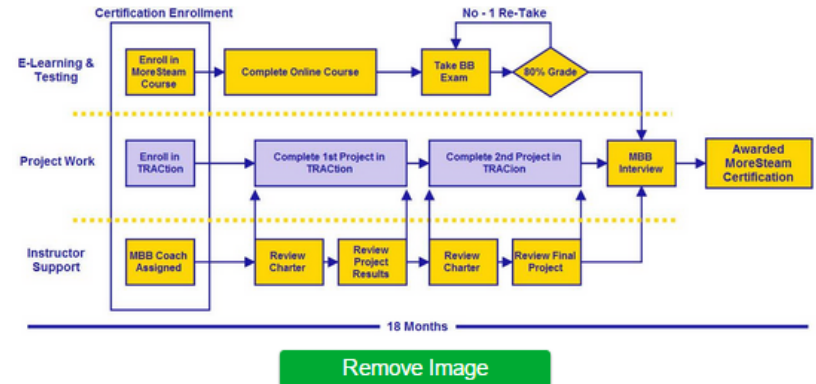 Certification Enrollment
No - 1 Re-Take
E-Learning &
Testing
Enroll in
MoreSteam
Course
Complete Online Course
Take BB
Exam
80% Grade
Project Work
Enroll in
TRACtion
Complete 1st Project in
TRACtion
Complete 2nd Project in
TRACion
MBB
Interview
Awarded
MoreSteam
Certification
Instructor
Support
MBB Coach
Assigned
Review
Charter
Review
Project
Results
Review
Charter
Review Final
Project
18 Months
Remove Image